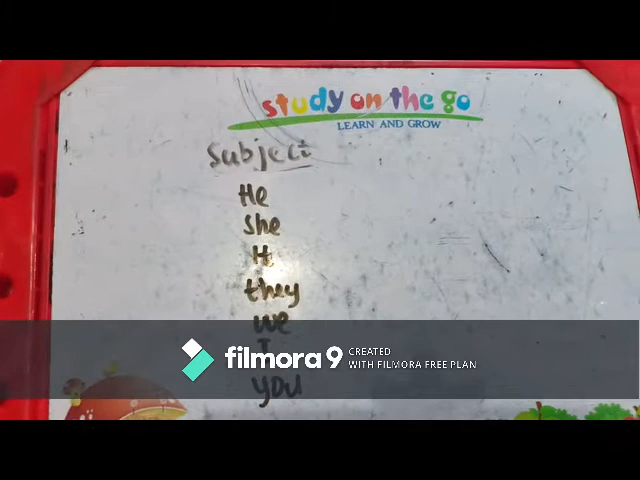 study on the go
LEARN AND GROW
Subject
He
She
It
they
we
I
you
filmora 9 CREATED
WITH FILMORA FREE PLAN